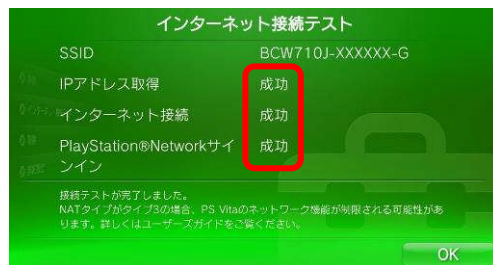 インターネット接続テスト
SSID BCW710J-XXXXXX-G
IPアドレス取得 成功
インターネット接続 成功
PlayStation®Networkサイ 成功
ンイン
接続テストが完了しました。
NATタイプがタイプ3の場合、PS Vitaのネットワーク機能が制限される可能性があ
ります。詳しくはユーザーズガイドをご覧ください。
OK